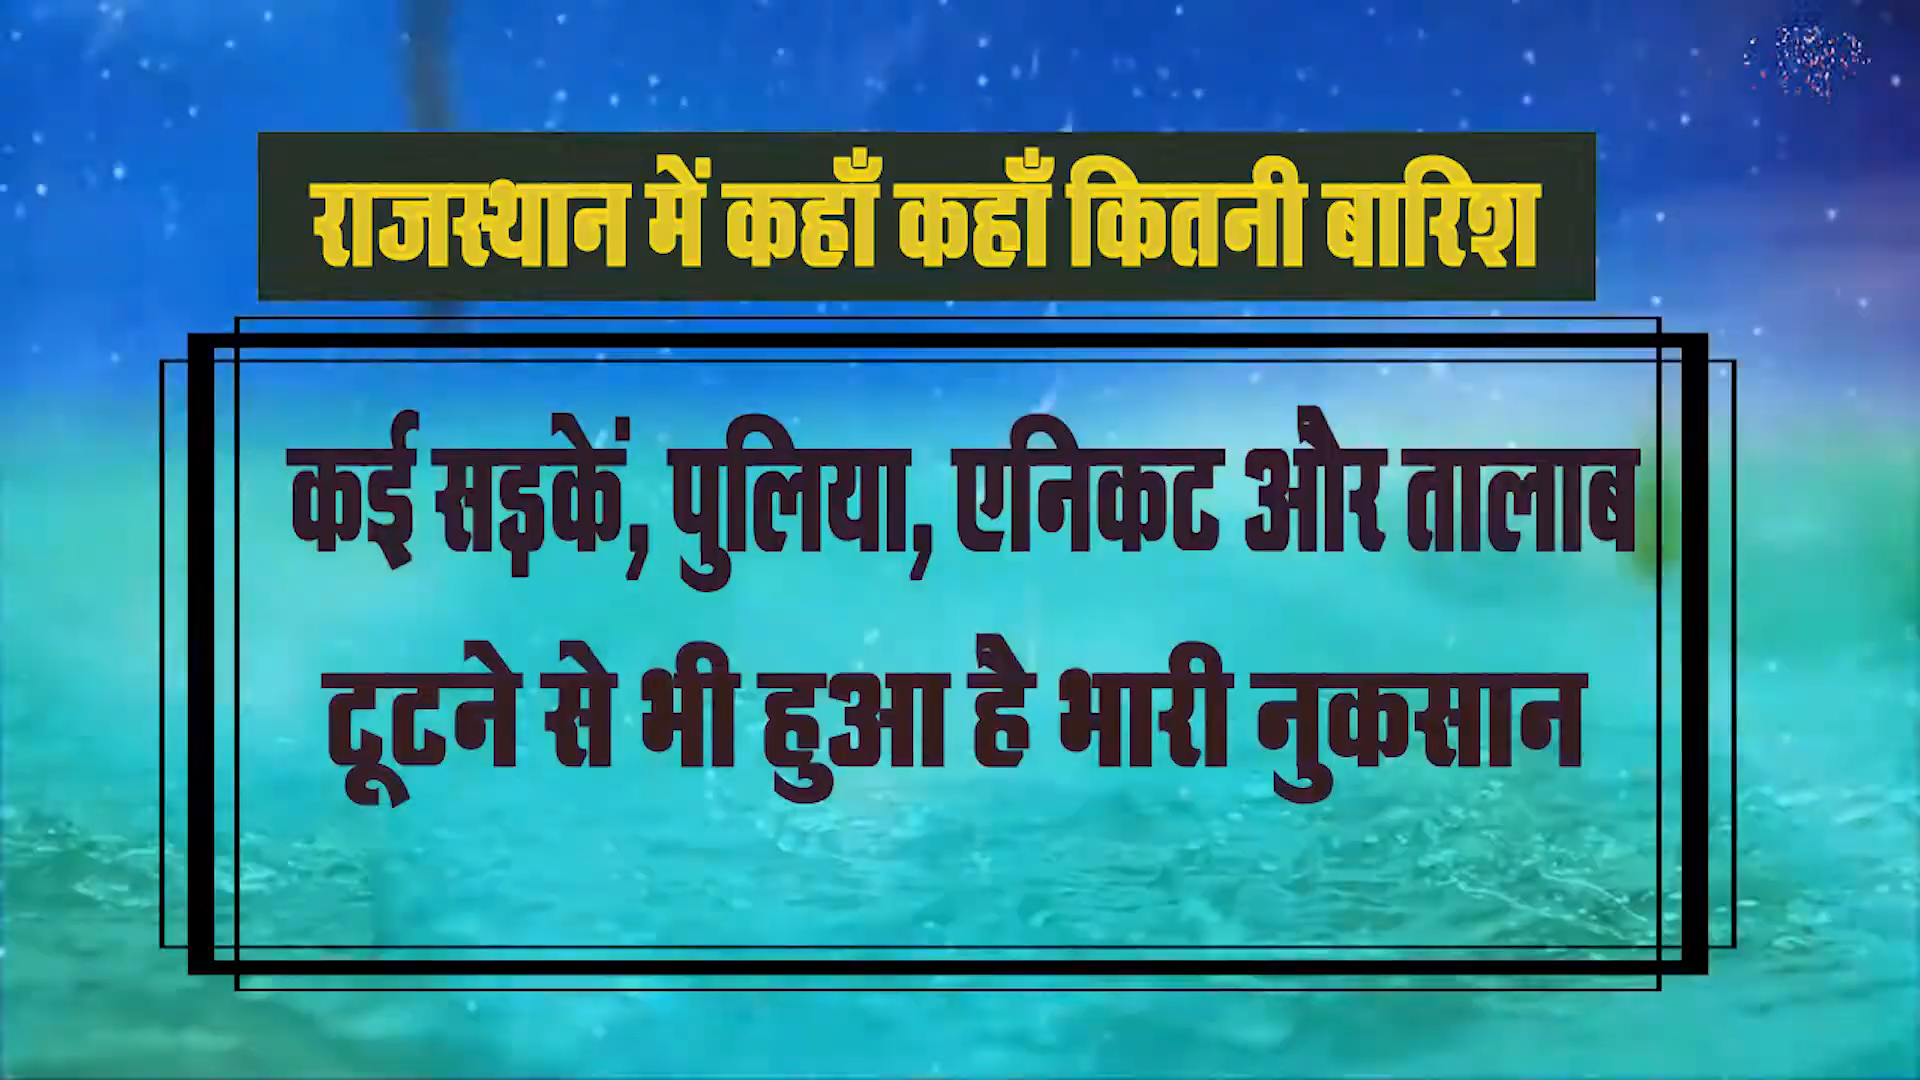 राजस्थान में कहाँ कहाँ कितनी बारिश
कई सड़केें, पुलिया, एनिकट और तालाब
टूटने से भी हुआ है भारी नुकसान